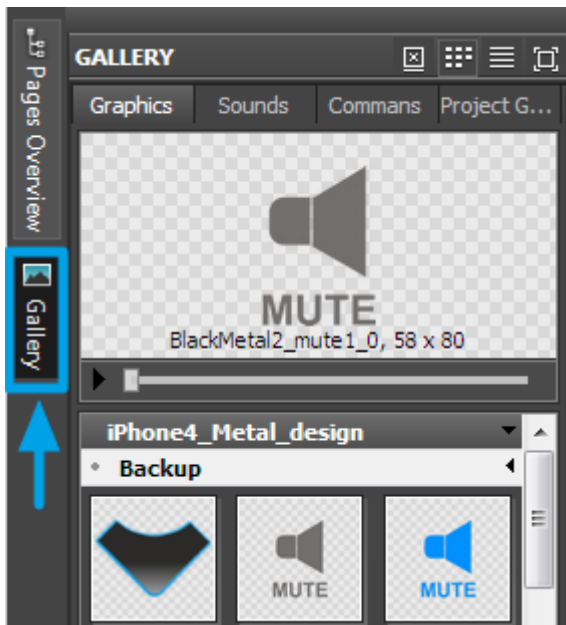 Pages Overview
Gallery
GALLERY
Graphics Sounds Commans Project G...
MUTE
BlackMetal2_mute1_0, 58 x 80
iPhone4_Metal_design
Backup
MUTE MUTE